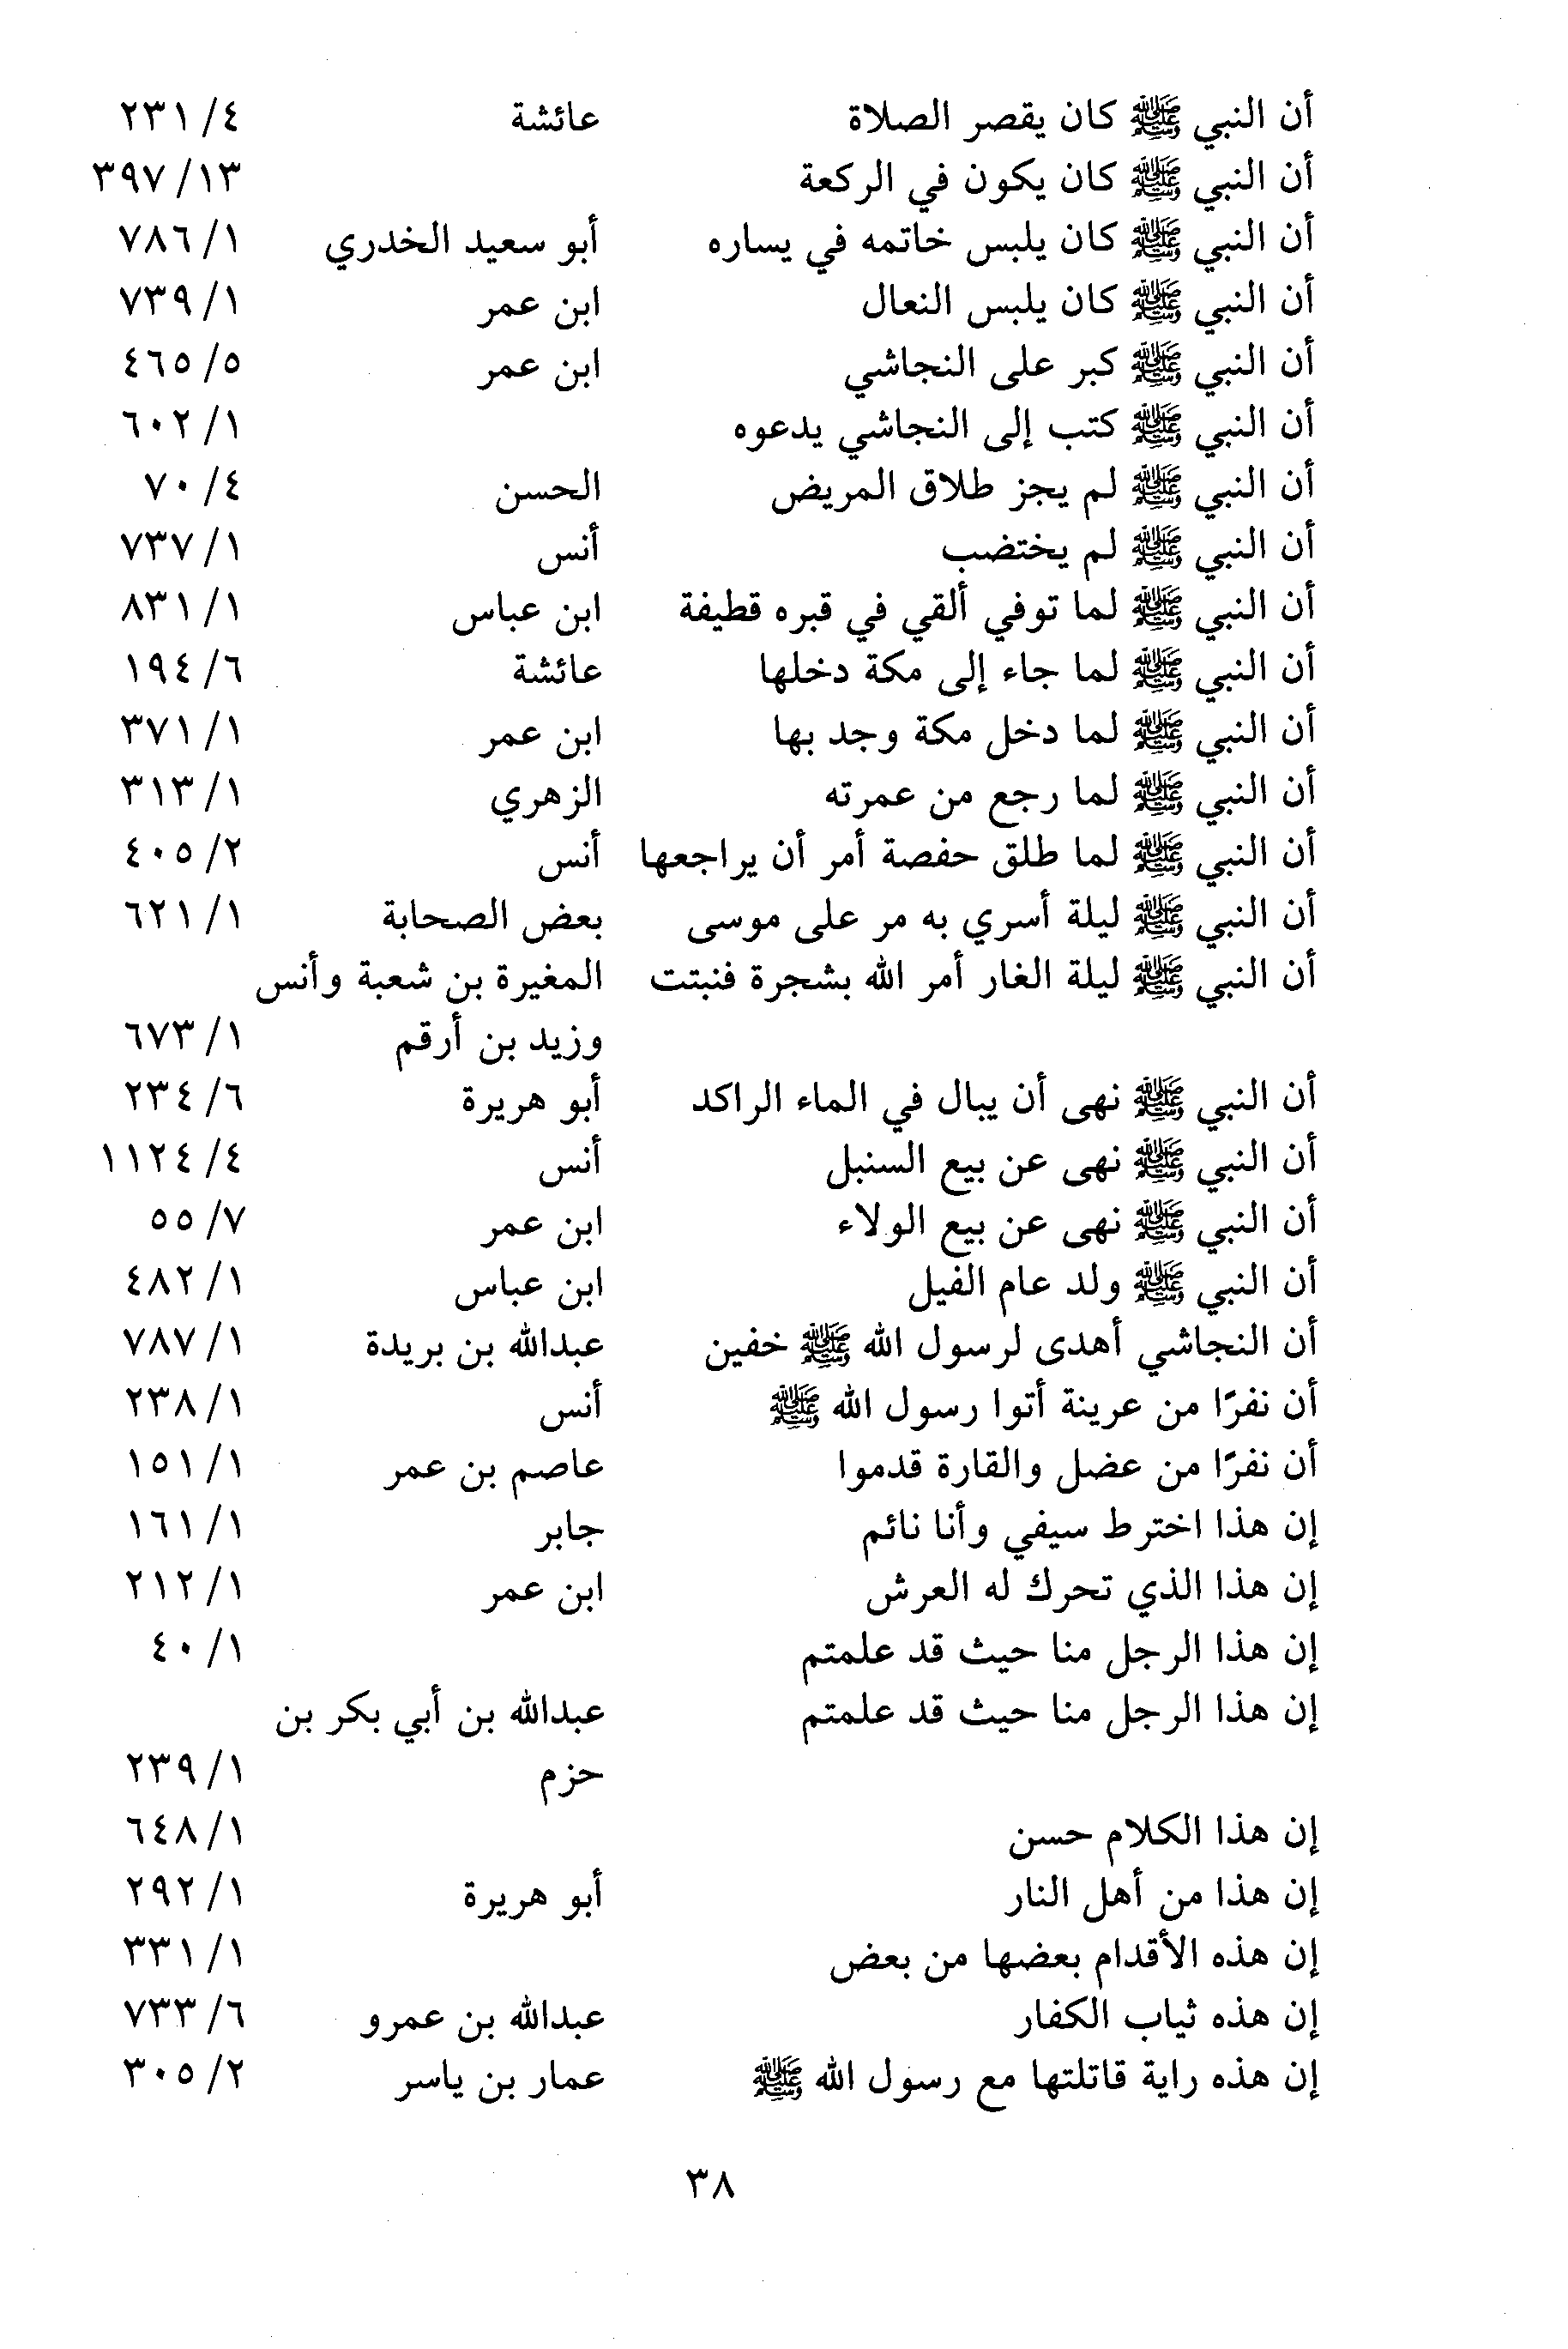 أن النبي ﷺ كان يقصر الصلاة عائشة ٤/ ٢٣١
أن النبي ﷺ كان يكون في الركعة ١٣/ ٣٩٧
أن النبي ﷺ كان يلبس خاتمه في يساره أبو سعيد الخدري ١/ ٧٨٦
أن النبي ﷺ كان يلبس النعال ابن عمر ١/ ٧٣٩
أن النبي ﷺ كبر على النجاشي ابن عمر ٥/ ٤٦٥
أن النبي ﷺ كتب إلى النجاشي يدعوه ١/ ٦٠٢
أن النبي ﷺ لم يجز طلاق المريض الحسن ٤/ ٧٠
أن النبي ﷺ لم يختضب أنس ١/ ٧٣٧
أن النبي ﷺ لما توفي ألقي في قبره قطيفة ابن عباس ١/ ٨٣١
أن النبي ﷺ لما جاء إلى مكة دخلها عائشة ٦/ ١٩٤
أن النبي ﷺ لما دخل مكة وجد بها ابن عمر ١/ ٣٧١
أن النبي ﷺ لما رجع من عمرته الزهري ١/ ٣١٣
أن النبي ﷺ لما طلق حفصة أمر أن يراجعها أنس ٢/ ٤٠٥
أن النبي ﷺ ليلة أسري به مر على موسى بعض الصحابة ١/ ٦٢١
أن النبي ﷺ ليلة الغار أمر الله بشجرة فنبتت المغيرة بن شعبة وأنس
وزيد بن أرقم ١/ ٦٧٣
أن النبي ﷺ نهى أن يبال في الماء الراكد أبو هريرة ٦/ ٢٣٤
أن النبي ﷺ نهى عن بيع السنبل أنس ٤/ ١١٢٤
أن النبي ﷺ نهى عن بيع الولاء ابن عمر ٧/ ٥٥
أن النبي ﷺ ولد عام الفيل ابن عباس ١/ ٤٨٢
أن النجاشي أهدى لرسول الله ﷺ خفين عبدالله بن بريدة ١/ ٧٨٧
أن نفرًا من عرينة أتوا رسول الله ﷺ أنس ١/ ٢٣٨
أن نفرًا من عضل والقارة قدموا عاصم بن عمر ١/ ١٥١
إن هذا اخترط سيفي وأنا نائم جابر ١/ ١٦١
إن هذا الذي تحرك له العرش ابن عمر ١/ ٢١٢
إن هذا الرجل منا حيث قد علمتم ١/ ٤٠
إن هذا الرجل منا حيث قد علمتم عبدالله بن أبي بكر بن
حزم ١/ ٢٣٩
إن هذا الكلام حسن ١/ ٦٤٨
إن هذا من أهل النار أبو هريرة ١/ ٢٩٢
إن هذه الأقدام بعضها من بعض ١/ ٣٣١
إن هذه ثياب الكفار عبدالله بن عمرو ٦/ ٧٣٣
إن هذه راية قاتلتها مع رسول الله ﷺ عمار بن ياسر ٢/ ٣٠٥
٣٨